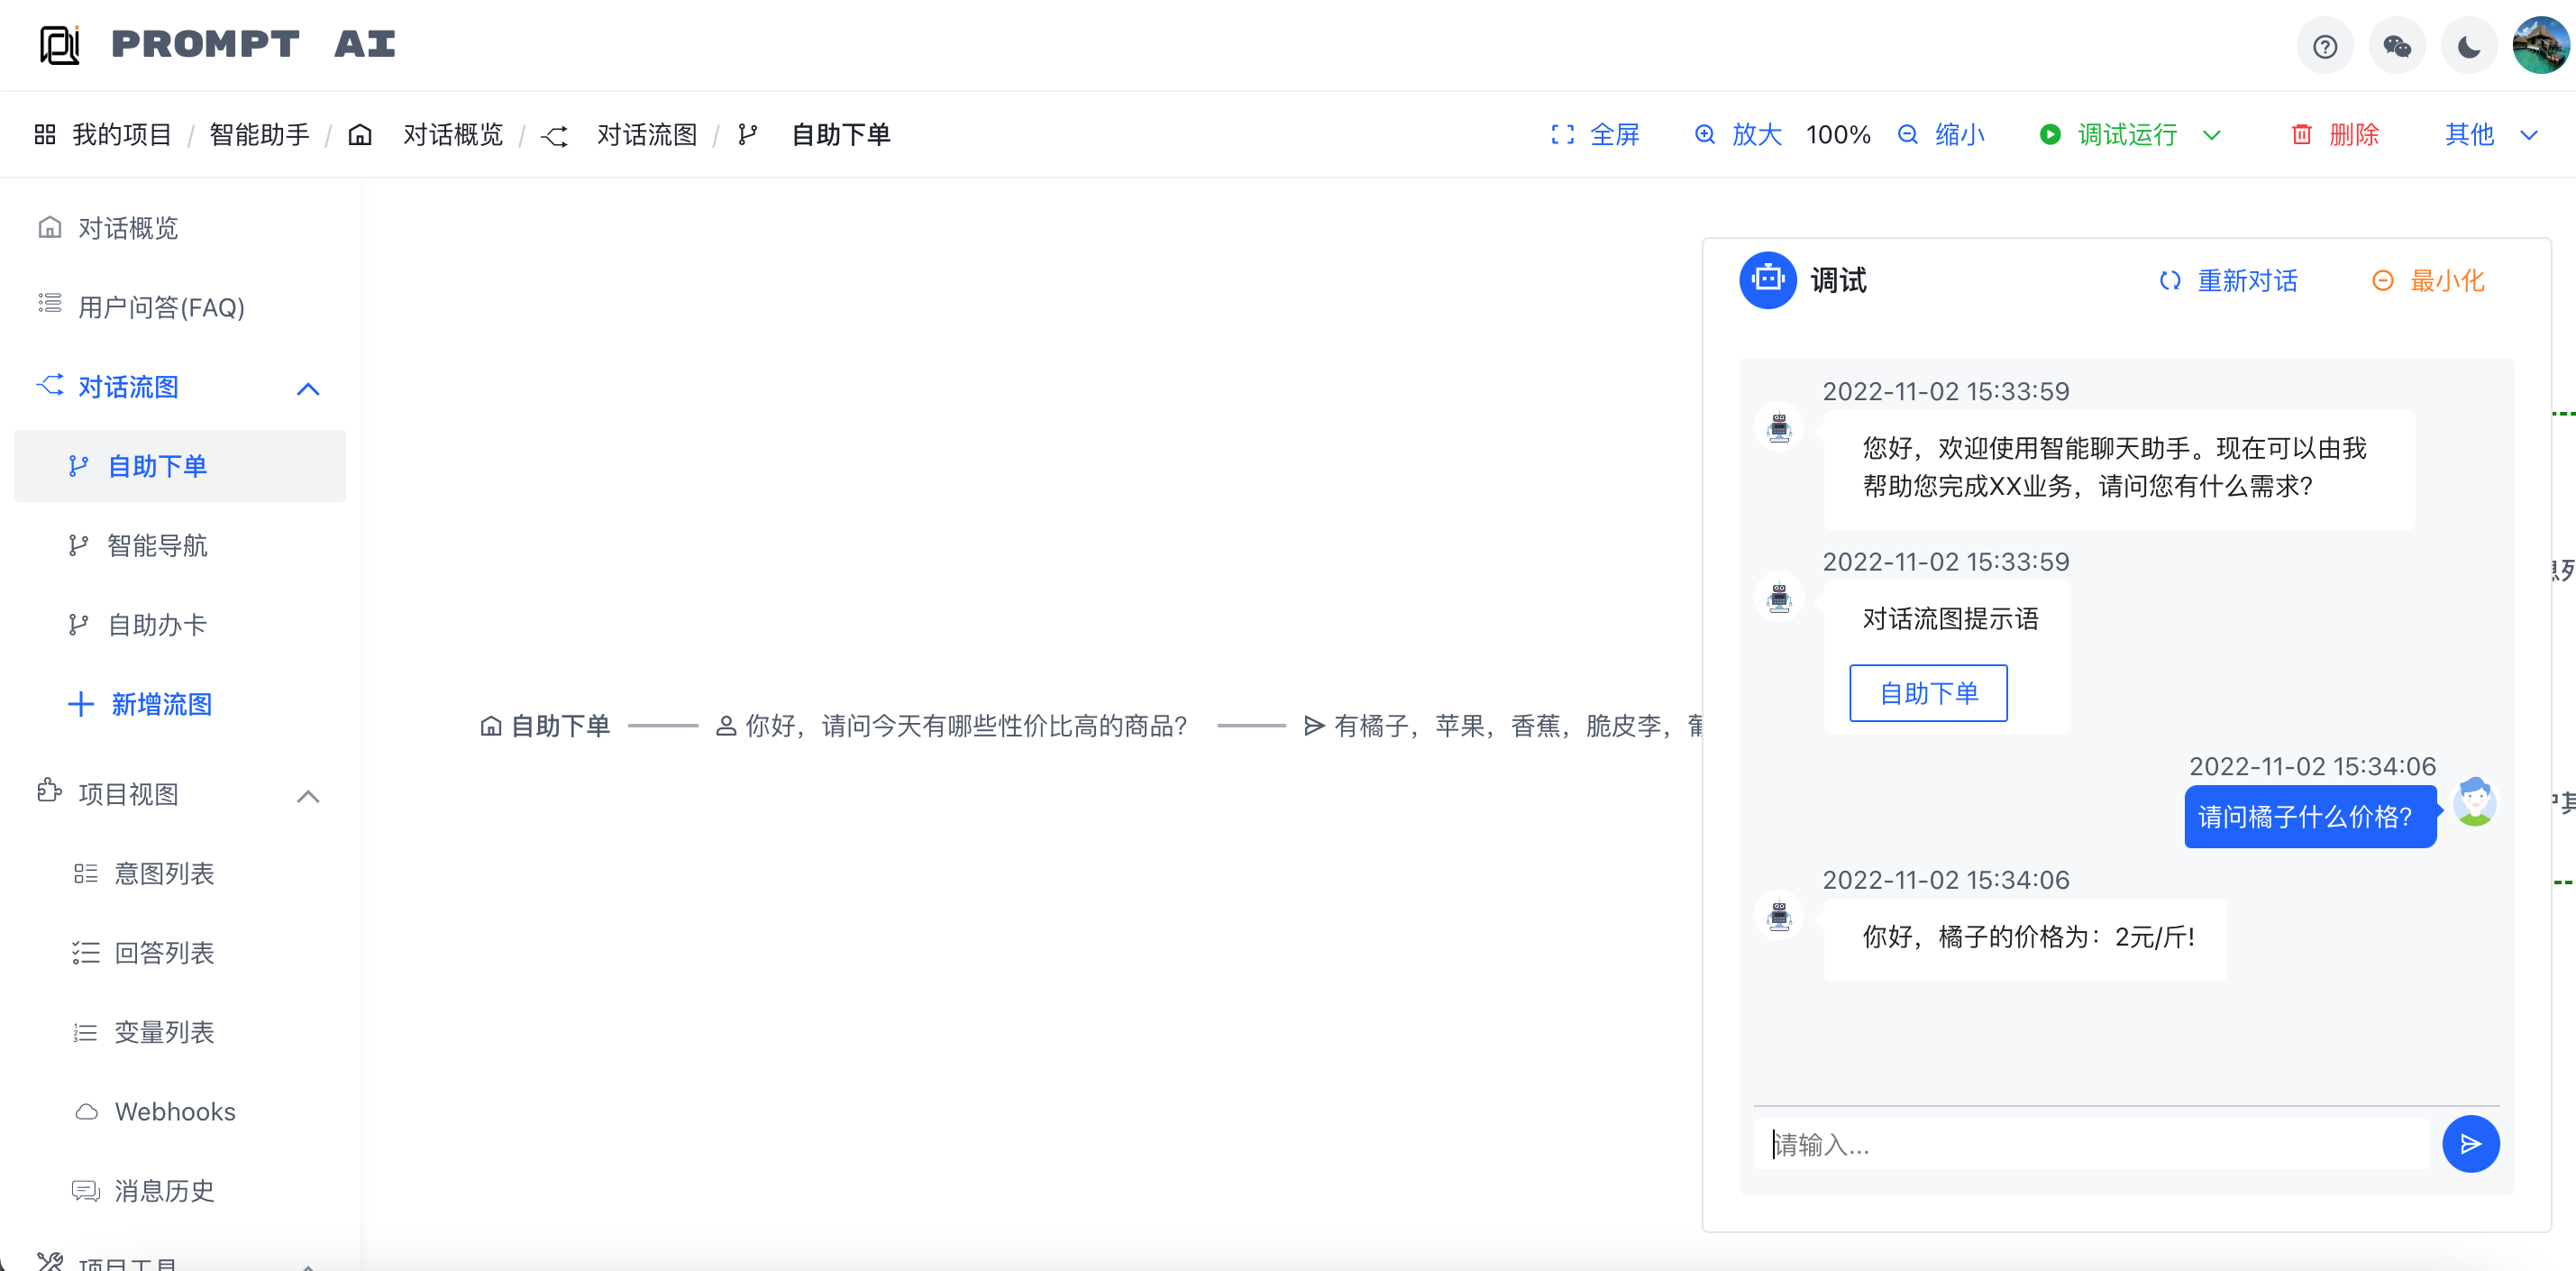 PROMPT AI
我的项目 / 智能助手 / 对话概览 / 对话流图 / 自助下单
全屏 放大 100% 缩小 调试运行 删除 其他
对话概览
用户问答(FAQ)
对话流图
自助下单
智能导航
自助办卡
新增流图
项目视图
意图列表
回答列表
变量列表
Webhooks
消息历史
项目工具
自助下单
你好，请问今天有哪些性价比高的商品？
有橘子，苹果，香蕉，脆皮李，
调试
重新对话
最小化
2022-11-02 15:33:59
您好，欢迎使用智能聊天助手。现在可以由我
帮助您完成XX业务，请问您有什么需求?
2022-11-02 15:33:59
对话流图提示语
自助下单
2022-11-02 15:34:06
请问橘子什么价格?
2022-11-02 15:34:06
你好，橘子的价格为：2元/斤!
请输入...